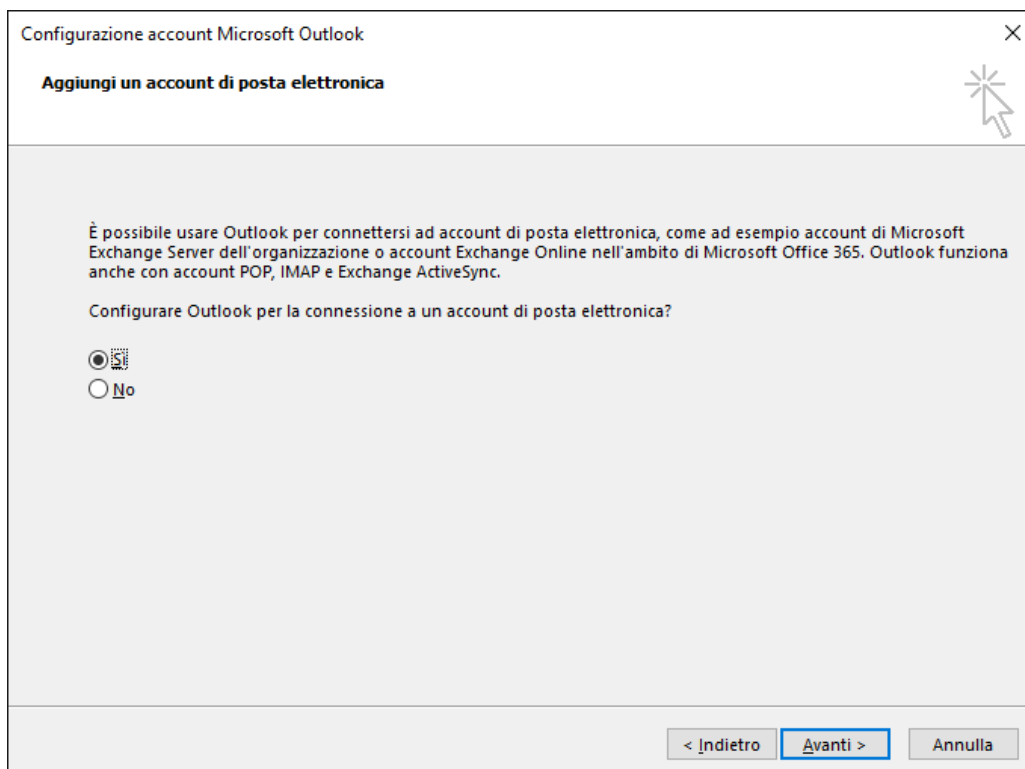 Configurazione account Microsoft Outlook
Aggiungi un account di posta elettronica
È possibile usare Outlook per connettersi ad account di posta elettronica, come ad esempio account di Microsoft
Exchange Server dell'organizzazione o account Exchange Online nell'ambito di Microsoft Office 365. Outlook funziona
anche con account POP, IMAP e Exchange ActiveSync.
Configurare Outlook per la connessione a un account di posta elettronica?
Sì
No
< Indietro Avanti > Annulla